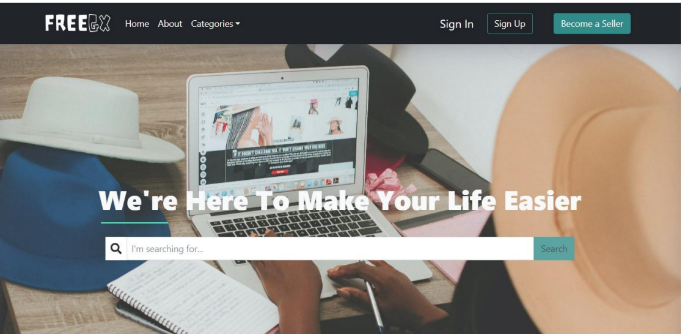 FREEGX Home About Categories Sign In Sign Up Become a Seller
We're Here To Make Your Life Easier
I'm searching for... Search